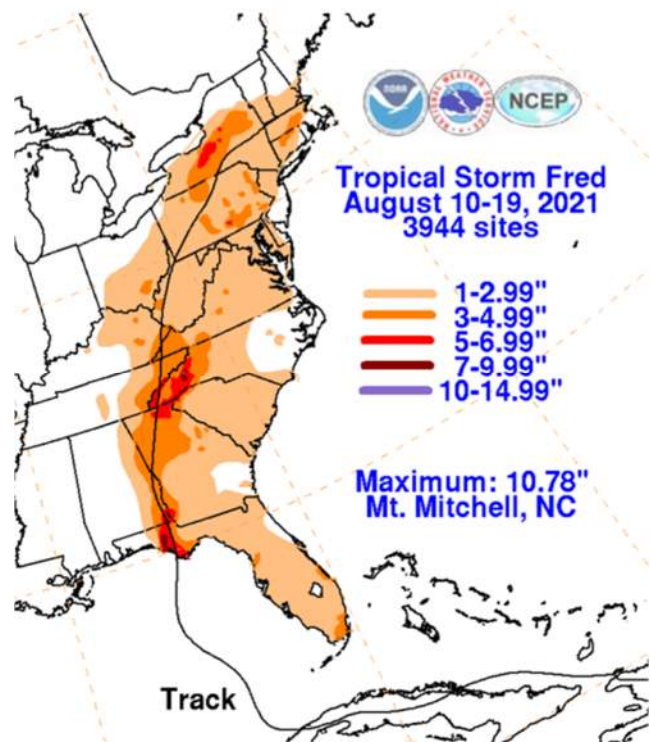 NOAA
NCEP
Tropical Storm Fred
August 10-19, 2021
3944 sites
1-2.99"
3-4.99"
5-6.99"
7-9.99"
10-14.99"
Maximum: 10.78"
Mt. Mitchell, NC
Track